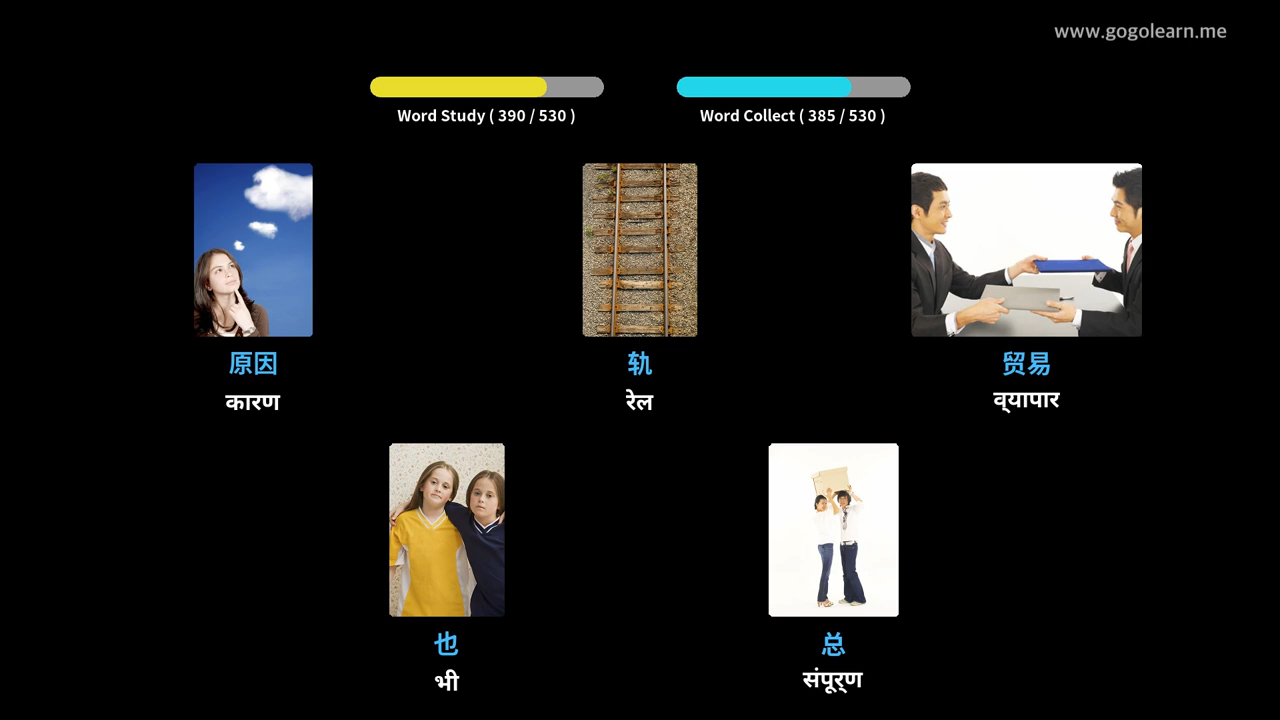 www.gogolearn.me
Word Study ( 390 / 530 )
Word Collect ( 385 / 530 )
原因
कारण
轨
रेल
贸易
व्‌यापार
也
भी
总
संपूर्‌ण